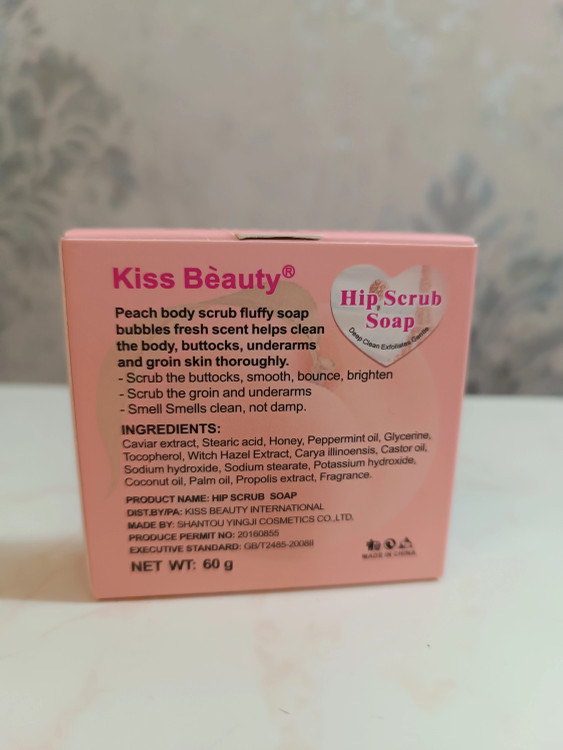 Kiss Bèauty®
Hip Scrub
Soap
Deep Clean Exfoliates Gentle
Peach body scrub fluffy soap
bubbles fresh scent helps clean
the body, buttocks, underarms
and groin skin thoroughly.
- Scrub the buttocks, smooth, bounce, brighten
- Scrub the groin and underarms
- Smell Smells clean, not damp.
INGREDIENTS:
Caviar extract, Stearic acid, Honey, Peppermint oil, Glycerine,
Tocopherol, Witch Hazel Extract, Carya illinoensis, Castor oil,
Sodium hydroxide, Sodium stearate, Potassium hydroxide,
Coconut oil, Palm oil, Propolis extract, Fragrance.
PRODUCT NAME: HIP SCRUB SOAP
DIST.BY/PA: KISS BEAUTY INTERNATIONAL
MADE BY: SHANTOU YINGJI COSMETICS CO.,LTD.
PRODUCE PERMIT NO: 20160855
EXECUTIVE STANDARD: GB/T2485-2008II
NET WT: 60 g
MADE IN CHINA